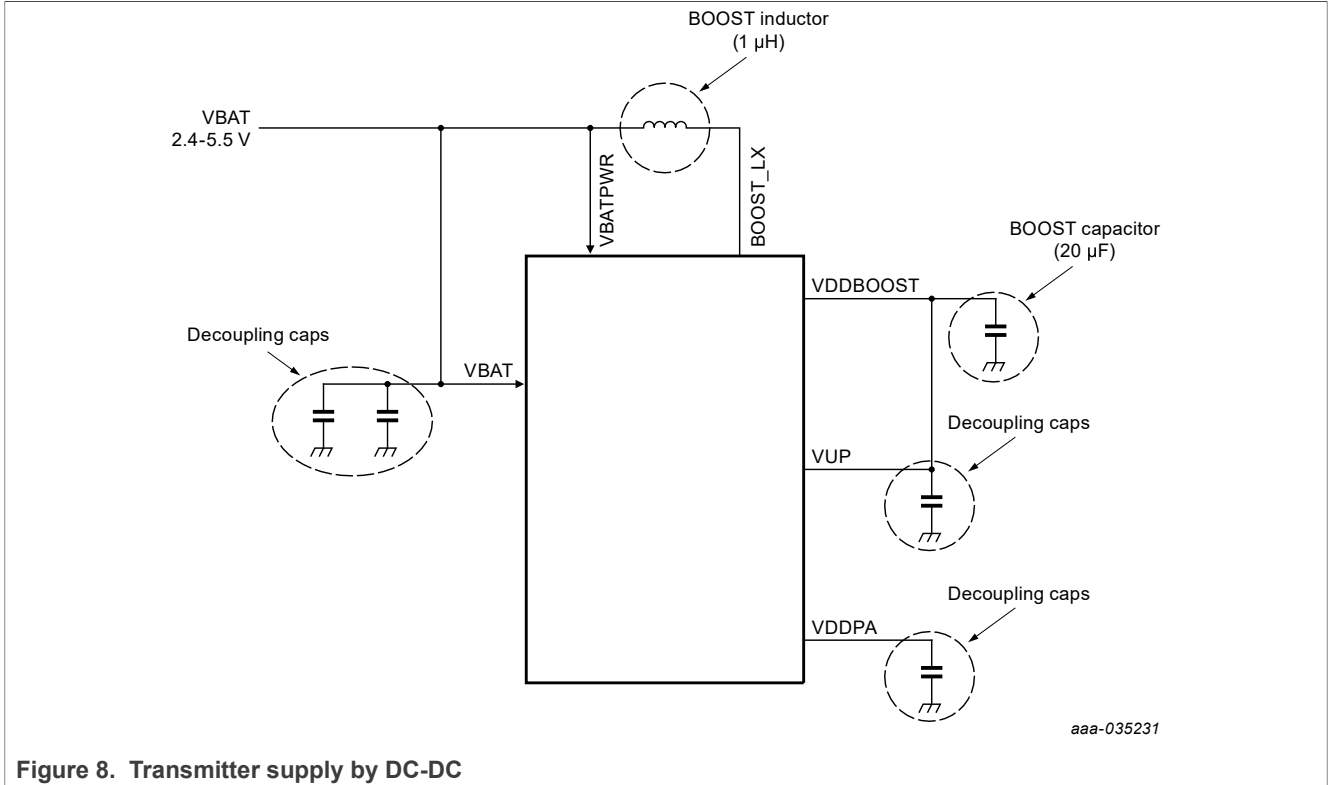 BOOST inductor
(1 µH)
VBAT
2.4-5.5 V
VBATPWR
BOOST_LX
BOOST capacitor
(20 µF)
VDDBOOST
Decoupling caps
VBAT
Decoupling caps
VUP
Decoupling caps
VDDPA
aaa-035231
Figure 8. Transmitter supply by DC-DC